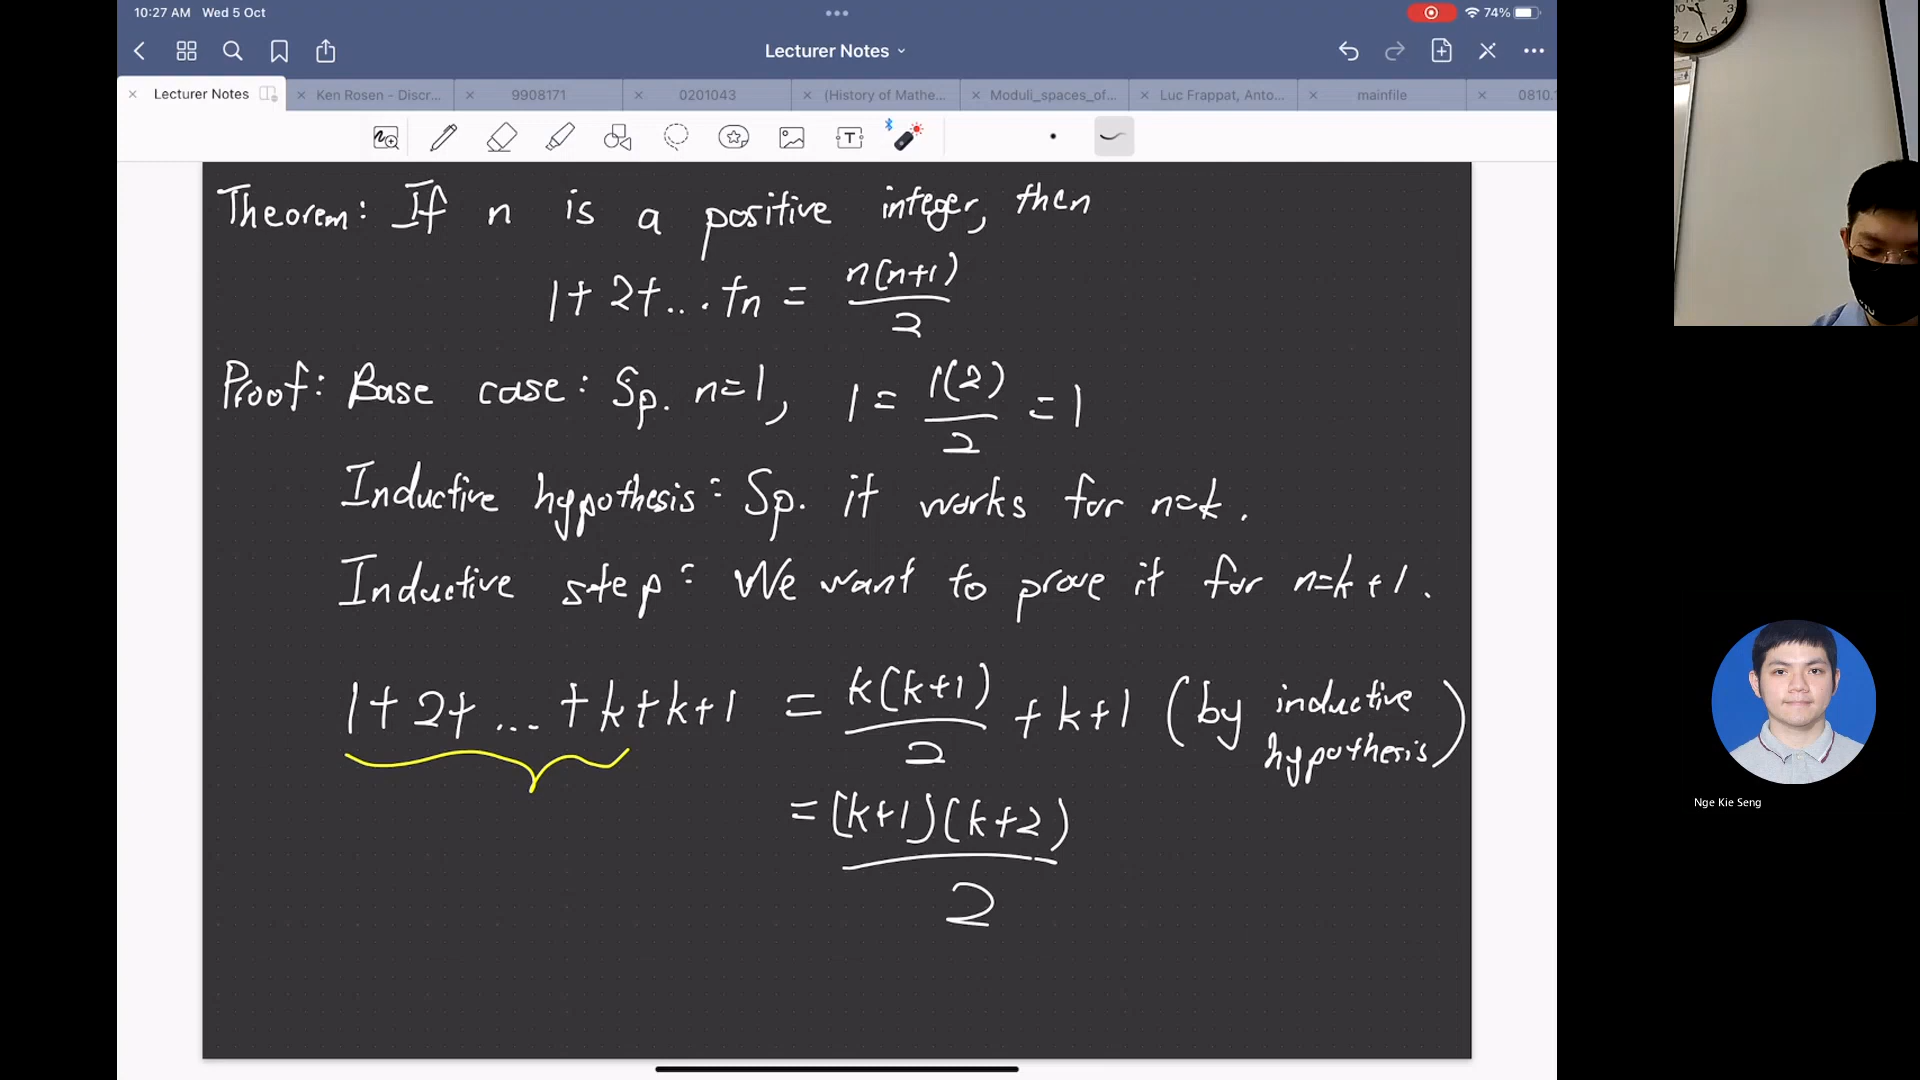 10:27 AM Wed 5 Oct
74%
Lecturer Notes
Lecturer Notes
Ken Rosen - Discr...
9908171
0201043
(History of Mathe...
Moduli_spaces_of...
Luc Frappat, Anto...
mainfile
0810.
Theorem: If n is a positive integer, then
1+2+...+n = n(n+1)/2
Proof: Base case: Sp. n=1, 1 = 1(2)/2 = 1
Inductive hypothesis: Sp. it works for n=k.
Inductive step: We want to prove it for n=k+1.
1+2+...+k+k+1 = k(k+1)/2 + k+1 (by inductive hypothesis)
= (k+1)(k+2)/2
Nge Kie Seng